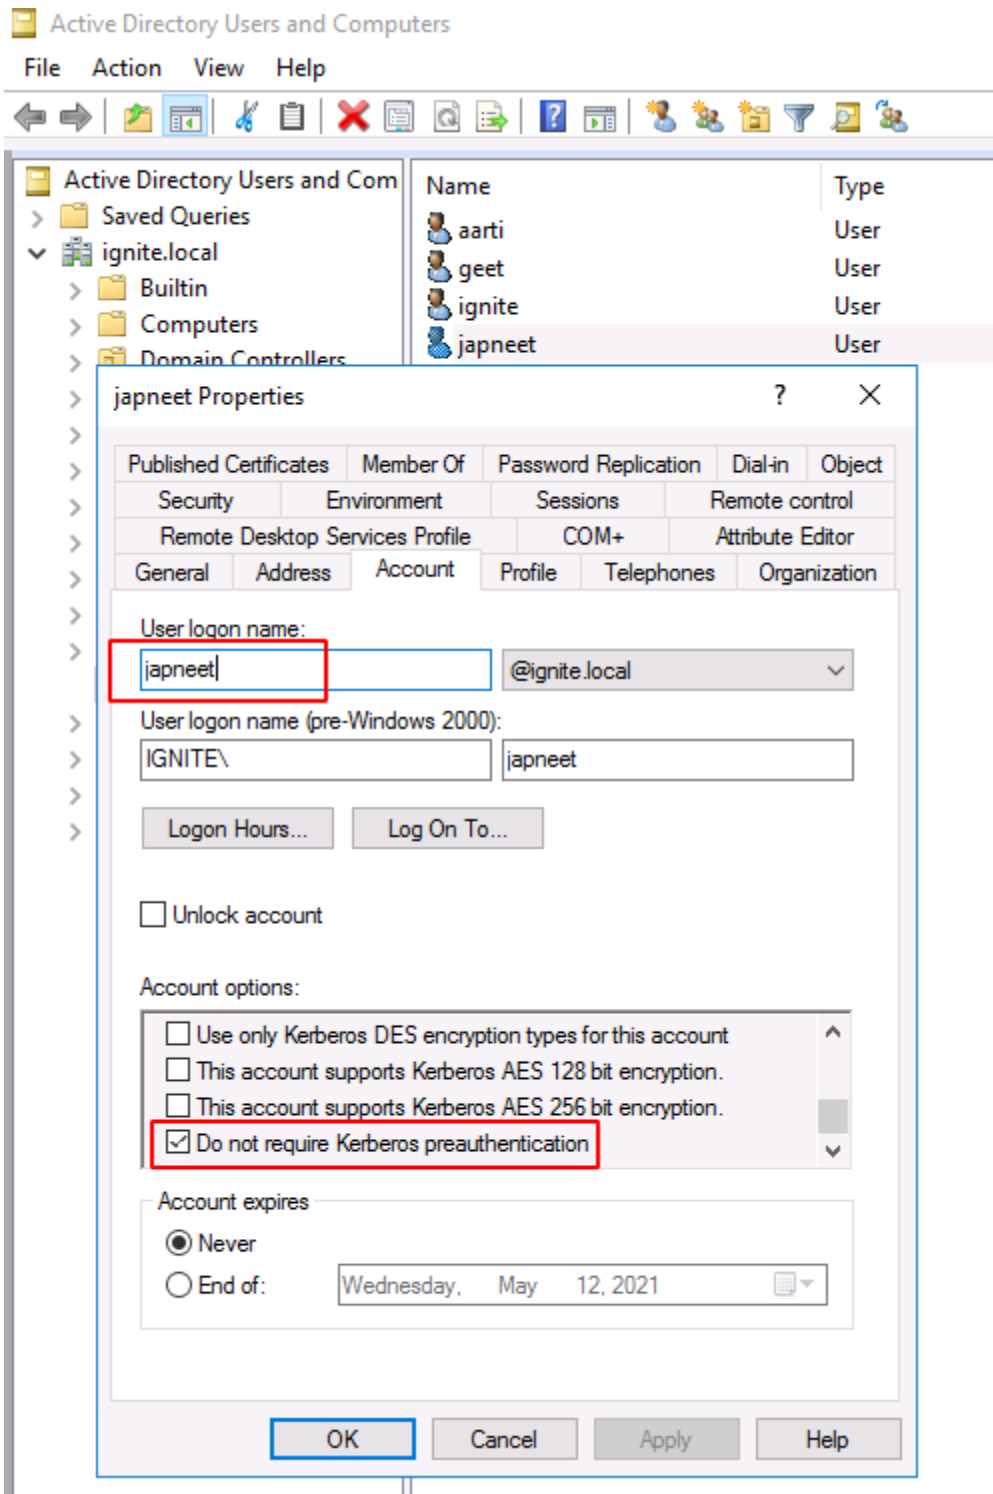 Active Directory Users and Computers
File Action View Help
Active Directory Users and Com
Name Type
Saved Queries
ignite.local
Builtin
Computers
Domain Controllers
aarti User
geet User
ignite User
japneet User
japneet Properties ?
Published Certificates Member Of Password Replication Dial-in Object
Security Environment Sessions Remote control
Remote Desktop Services Profile COM+ Attribute Editor
General Address Account Profile Telephones Organization
User logon name:
japneet @ignite.local
User logon name (pre-Windows 2000):
IGNITE\ japneet
Logon Hours... Log On To...
Unlock account
Account options:
Use only Kerberos DES encryption types for this account
This account supports Kerberos AES 128 bit encryption.
This account supports Kerberos AES 256 bit encryption.
Do not require Kerberos preauthentication
Account expires
Never
End of: Wednesday, May 12, 2021
OK Cancel Apply Help